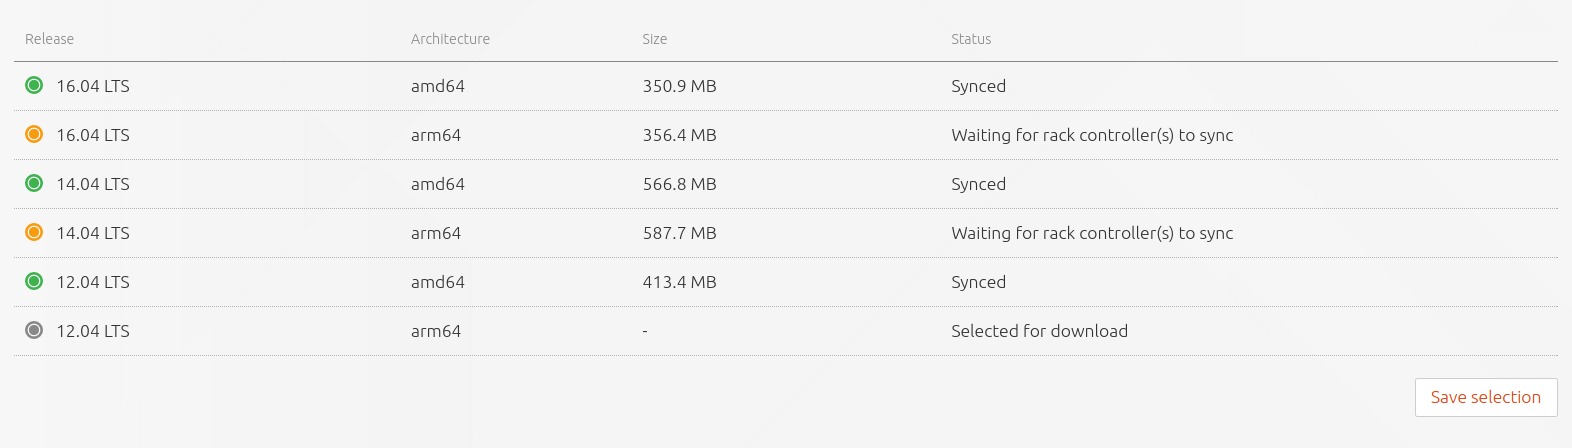 Release Architecture Size Status
16.04 LTS amd64 350.9 MB Synced
16.04 LTS arm64 356.4 MB Waiting for rack controller(s) to sync
14.04 LTS amd64 566.8 MB Synced
14.04 LTS arm64 587.7 MB Waiting for rack controller(s) to sync
12.04 LTS amd64 413.4 MB Synced
12.04 LTS arm64 - Selected for download
Save selection